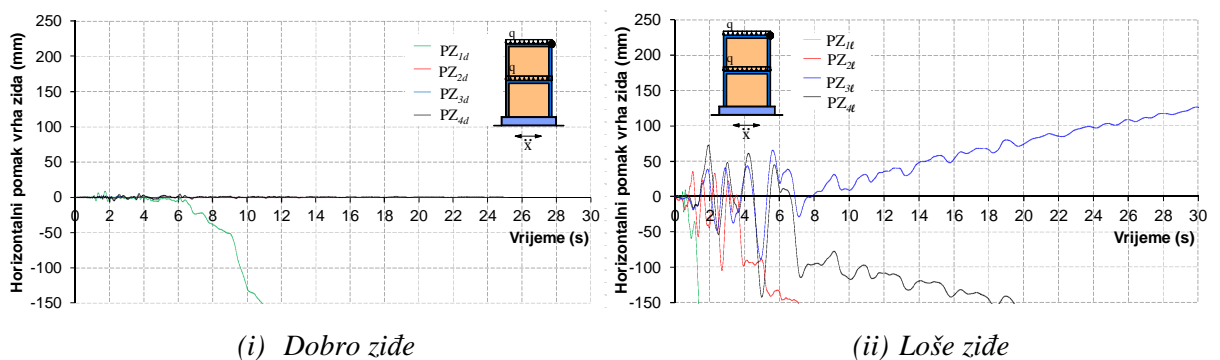 Horizontalni pomak vrha zida (mm)
250
200
150
100
50
0
-50
-100
-150
0 2 4 6 8 10 12 14 16 18 20 22 24 26 28 30
Vrijeme (s)
PZ1d
PZ2d
PZ3d
PZ4d
q
q
ẍ
(i) Dobro ziđe
Horizontalni pomak vrha zida (mm)
250
200
150
100
50
0
-50
-100
-150
0 2 4 6 8 10 12 14 16 18 20 22 24 26 28 30
Vrijeme (s)
q
q
ẍ
PZ1ℓ
PZ2ℓ
PZ3ℓ
PZ4ℓ
(ii) Loše ziđe